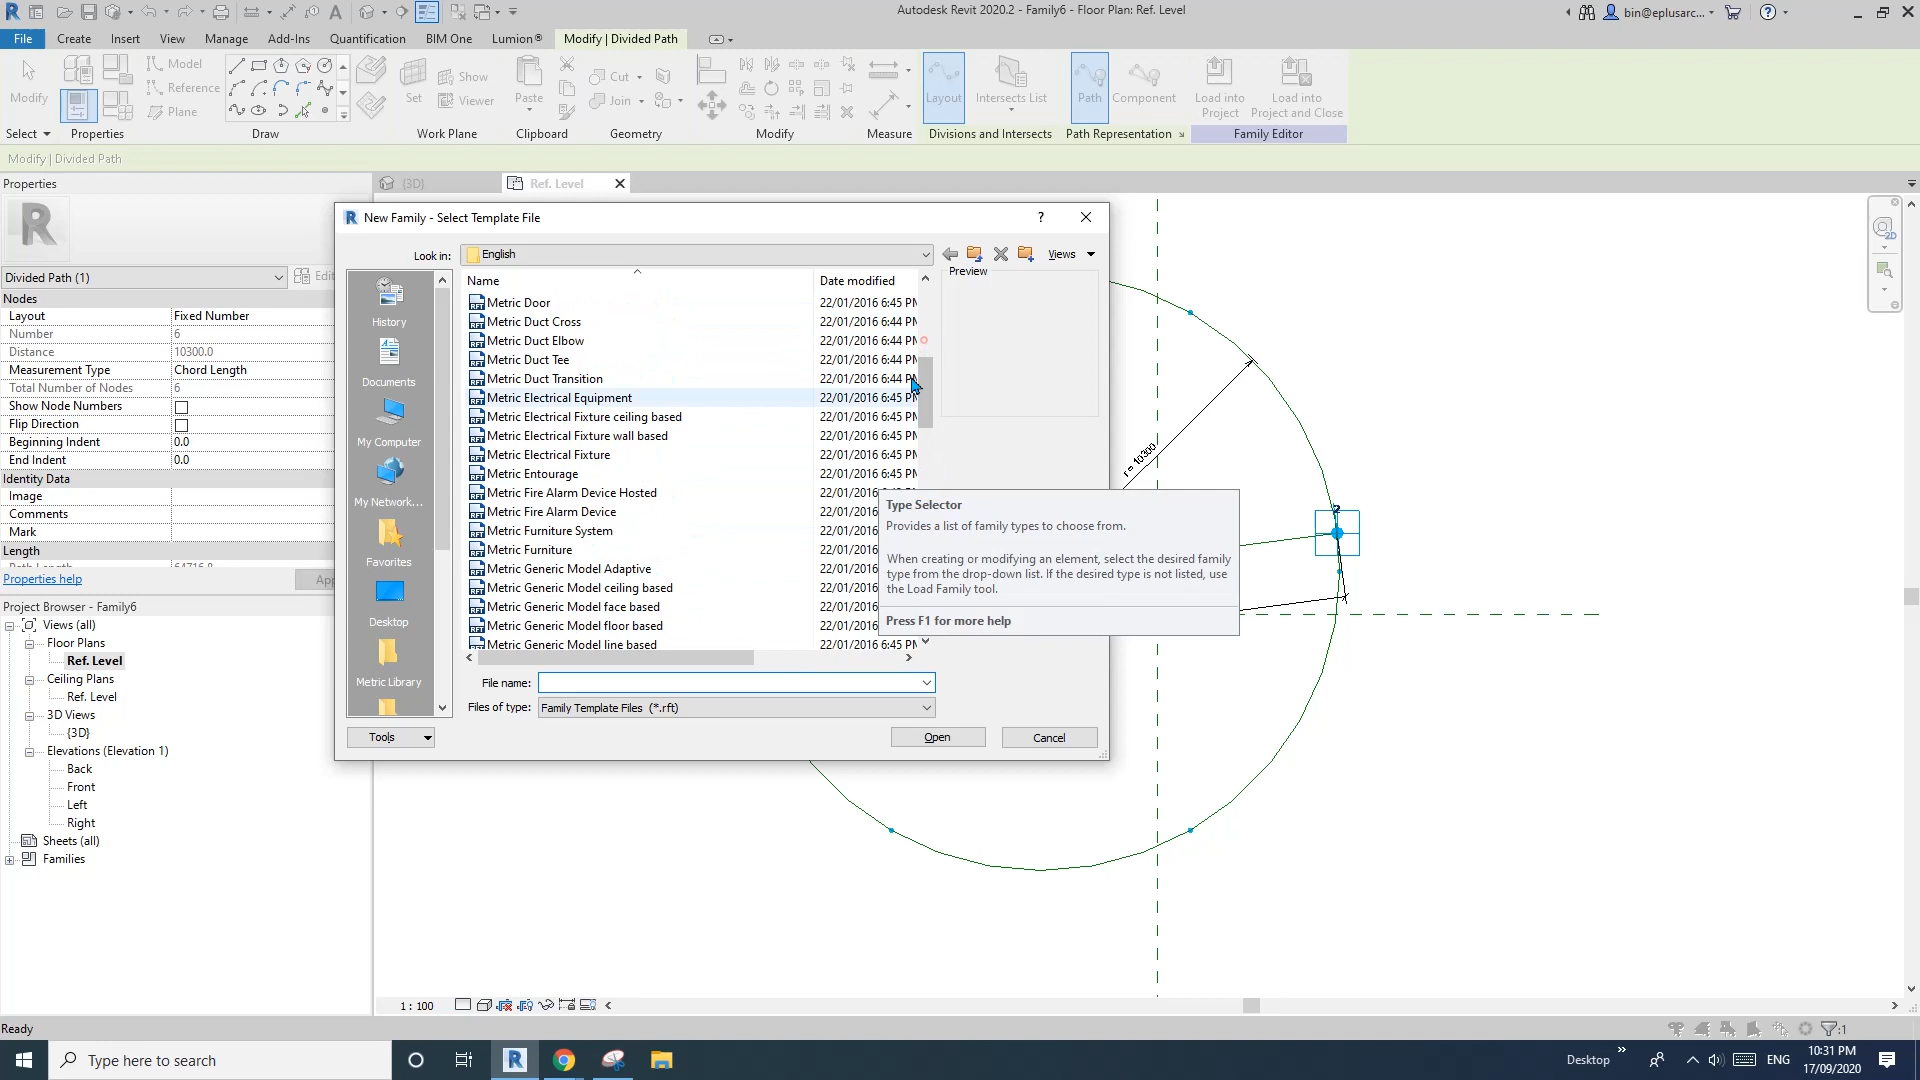 Autodesk Revit 2020.2 - Family6 - Floor Plan: Ref. Level
bin@eplusarc...
File Create Insert View Manage Add-Ins Quantification BIM One Lumion® Modify | Divided Path
Modify
Model
Reference
Plane
Set
Show
Viewer
Paste
Cut
Join
Layout
Intersects List
Path
Component
Load into
Project
Load into
Project and Close
Select Properties Draw Work Plane Clipboard Geometry Modify Measure Divisions and Intersects Path Representation Family Editor
Modify | Divided Path
Properties
{3D}
Ref. Level
Divided Path (1)
Edit
Nodes
Layout Fixed Number
Number 6
Distance 10300.0
Measurement Type Chord Length
Total Number of Nodes 6
Show Node Numbers
Flip Direction
Beginning Indent 0.0
End Indent 0.0
Identity Data
Image
Comments
Mark
Length
Properties help
App
Project Browser - Family6
Views (all)
Floor Plans
Ref. Level
Ceiling Plans
Ref. Level
3D Views
{3D}
Elevations (Elevation 1)
Back
Front
Left
Right
Sheets (all)
Families
New Family - Select Template File
Look in: English
Views
History
Documents
My Computer
My Network...
Favorites
Desktop
Metric Library
Name Date modified
Preview
Metric Door 22/01/2016 6:45 PM
Metric Duct Cross 22/01/2016 6:44 PM
Metric Duct Elbow 22/01/2016 6:44 PM
Metric Duct Tee 22/01/2016 6:44 PM
Metric Duct Transition 22/01/2016 6:44 PM
Metric Electrical Equipment 22/01/2016 6:45 PM
Metric Electrical Fixture ceiling based 22/01/2016 6:45 PM
Metric Electrical Fixture wall based 22/01/2016 6:45 PM
Metric Electrical Fixture 22/01/2016 6:45 PM
Metric Entourage 22/01/2016 6:45 PM
Metric Fire Alarm Device Hosted 22/01/2016
Metric Fire Alarm Device 22/01/2016
Metric Furniture System 22/01/2016
Metric Furniture 22/01/2016
Metric Generic Model Adaptive 22/01/2016
Metric Generic Model ceiling based 22/01/2016
Metric Generic Model face based 22/01/2016
Metric Generic Model floor based 22/01/2016
Metric Generic Model line based 22/01/2016 6:45 PM
File name:
Files of type: Family Template Files (*.rft)
Tools
Open
Cancel
Type Selector
Provides a list of family types to choose from.
When creating or modifying an element, select the desired family
type from the drop-down list. If the desired type is not listed, use
the Load Family tool.
Press F1 for more help
r = 10300
2
1 : 100
Ready
:1
Type here to search
Desktop
ENG
10:31 PM
17/09/2020